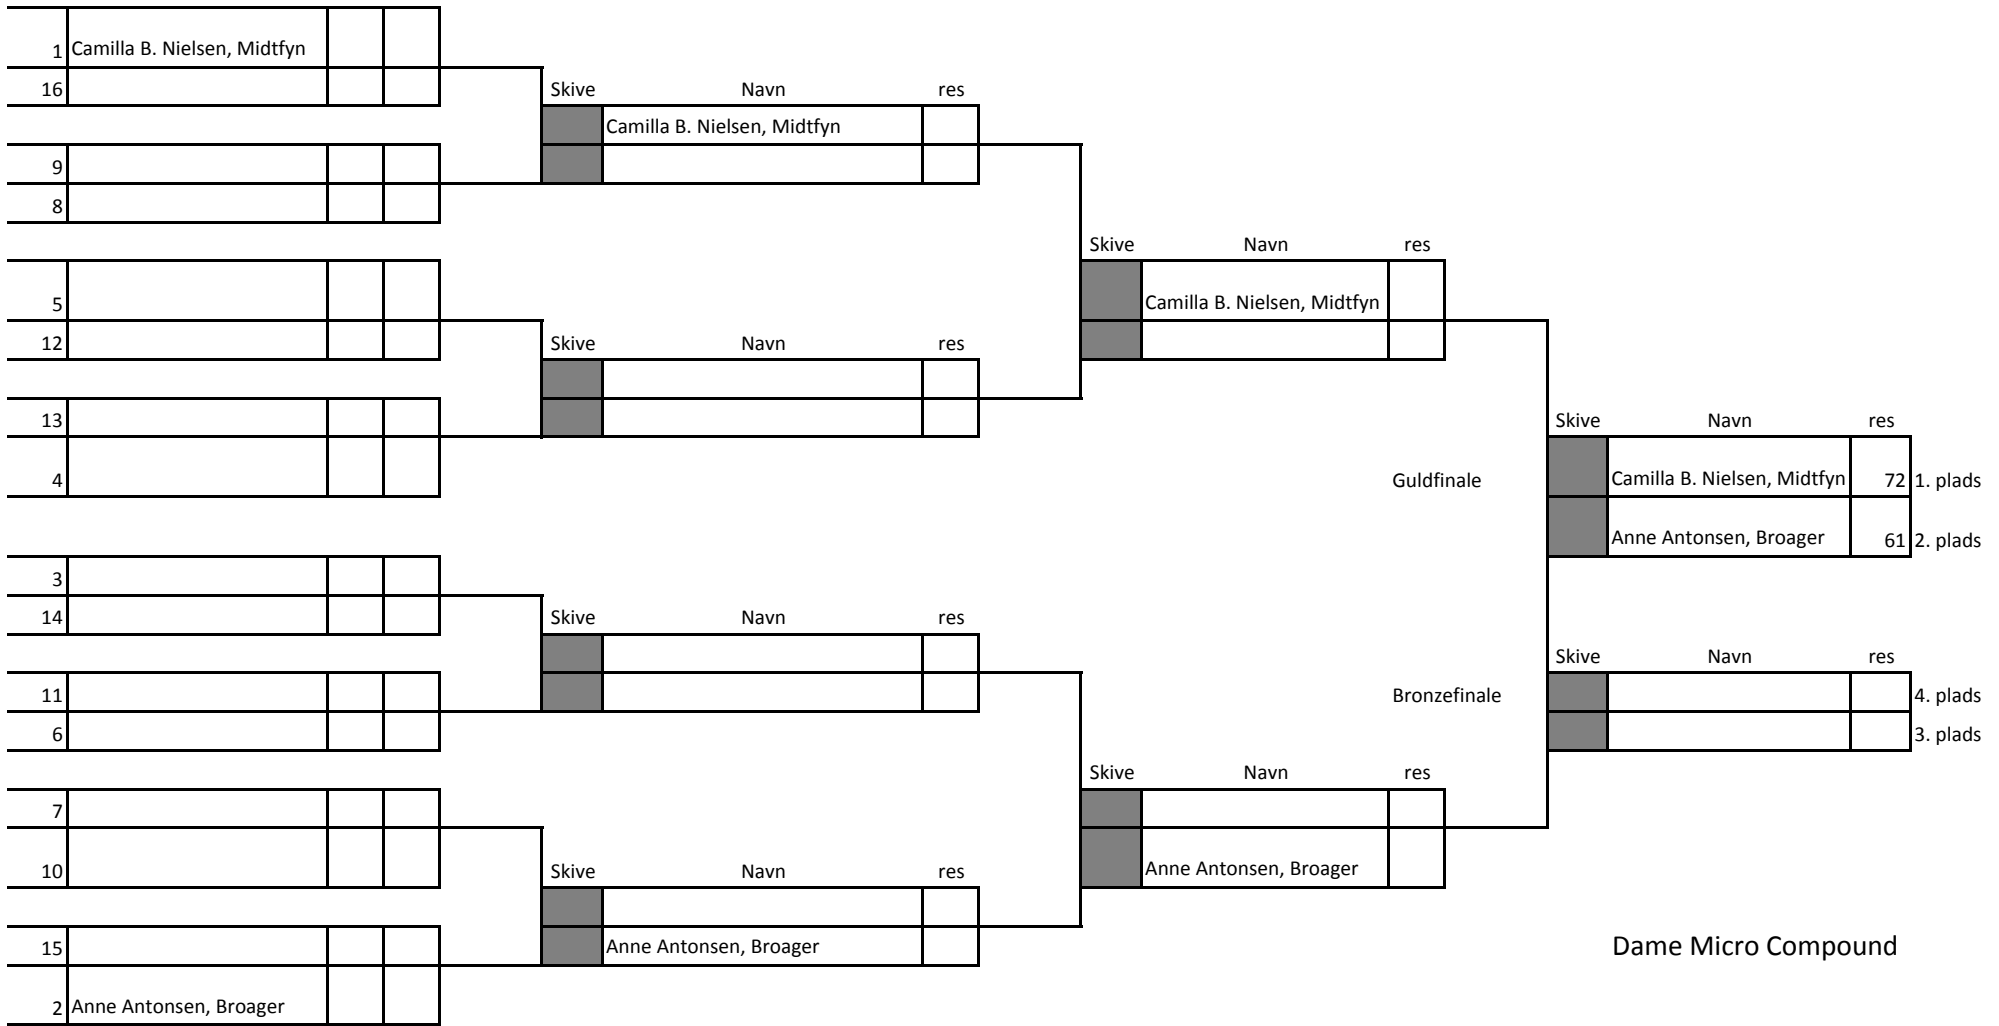 1 Camilla B. Nielsen, Midtfyn
16
Skive Navn res
Camilla B. Nielsen, Midtfyn
9
8
Skive Navn res
5
Camilla B. Nielsen, Midtfyn
12
Skive Navn res
13
Skive Navn res
4
Guldfinale
Camilla B. Nielsen, Midtfyn 72 1. plads
Anne Antonsen, Broager 61 2. plads
3
14
Skive Navn res
Skive Navn res
11
Bronzefinale
4. plads
6
3. plads
Skive Navn res
7
10
Skive Navn res
Anne Antonsen, Broager
15
Anne Antonsen, Broager
Dame Micro Compound
2 Anne Antonsen, Broager